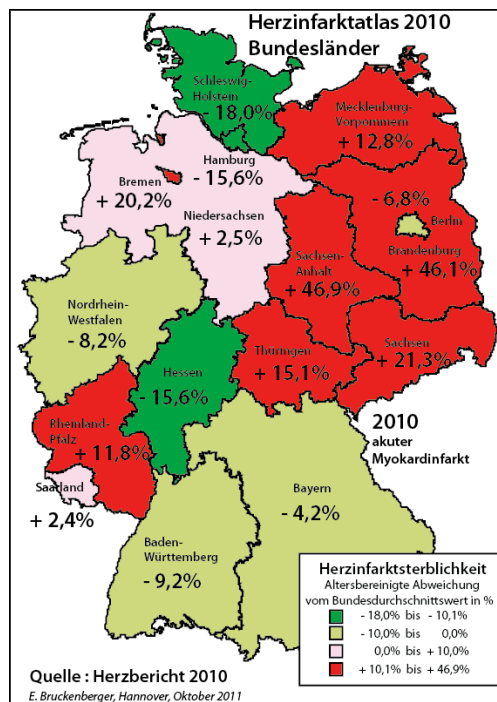 Herzinfarktatlas 2010
Bundesländer
Schleswig-
Holstein
- 18,0%
Mecklenburg-
Vorpommern
+ 12,8%
Hamburg
- 15,6%
Bremen
+ 20,2%
Niedersachsen
+ 2,5%
- 6,8%
Berlin
Brandenburg
+ 46,1%
Sachsen-
Anhalt
+ 46,9%
Nordrhein-
Westfalen
- 8,2%
Hessen
- 15,6%
Thüringen
+ 15,1%
Sachsen
+ 21,3%
Rheinland-
Pfalz
+ 11,8%
Saarland
+ 2,4%
2010
akuter
Myokardinfarkt
Bayern
- 4,2%
Baden-
Württemberg
- 9,2%
Herzinfarktsterblichkeit
Altersbereinigte Abweichung
vom Bundesdurchschnittswert in %
- 18,0% bis - 10,1%
- 10,0% bis 0,0%
0,0% bis + 10,0%
+ 10,1% bis + 46,9%
Quelle : Herzbericht 2010
E. Bruckenberger, Hannover, Oktober 2011